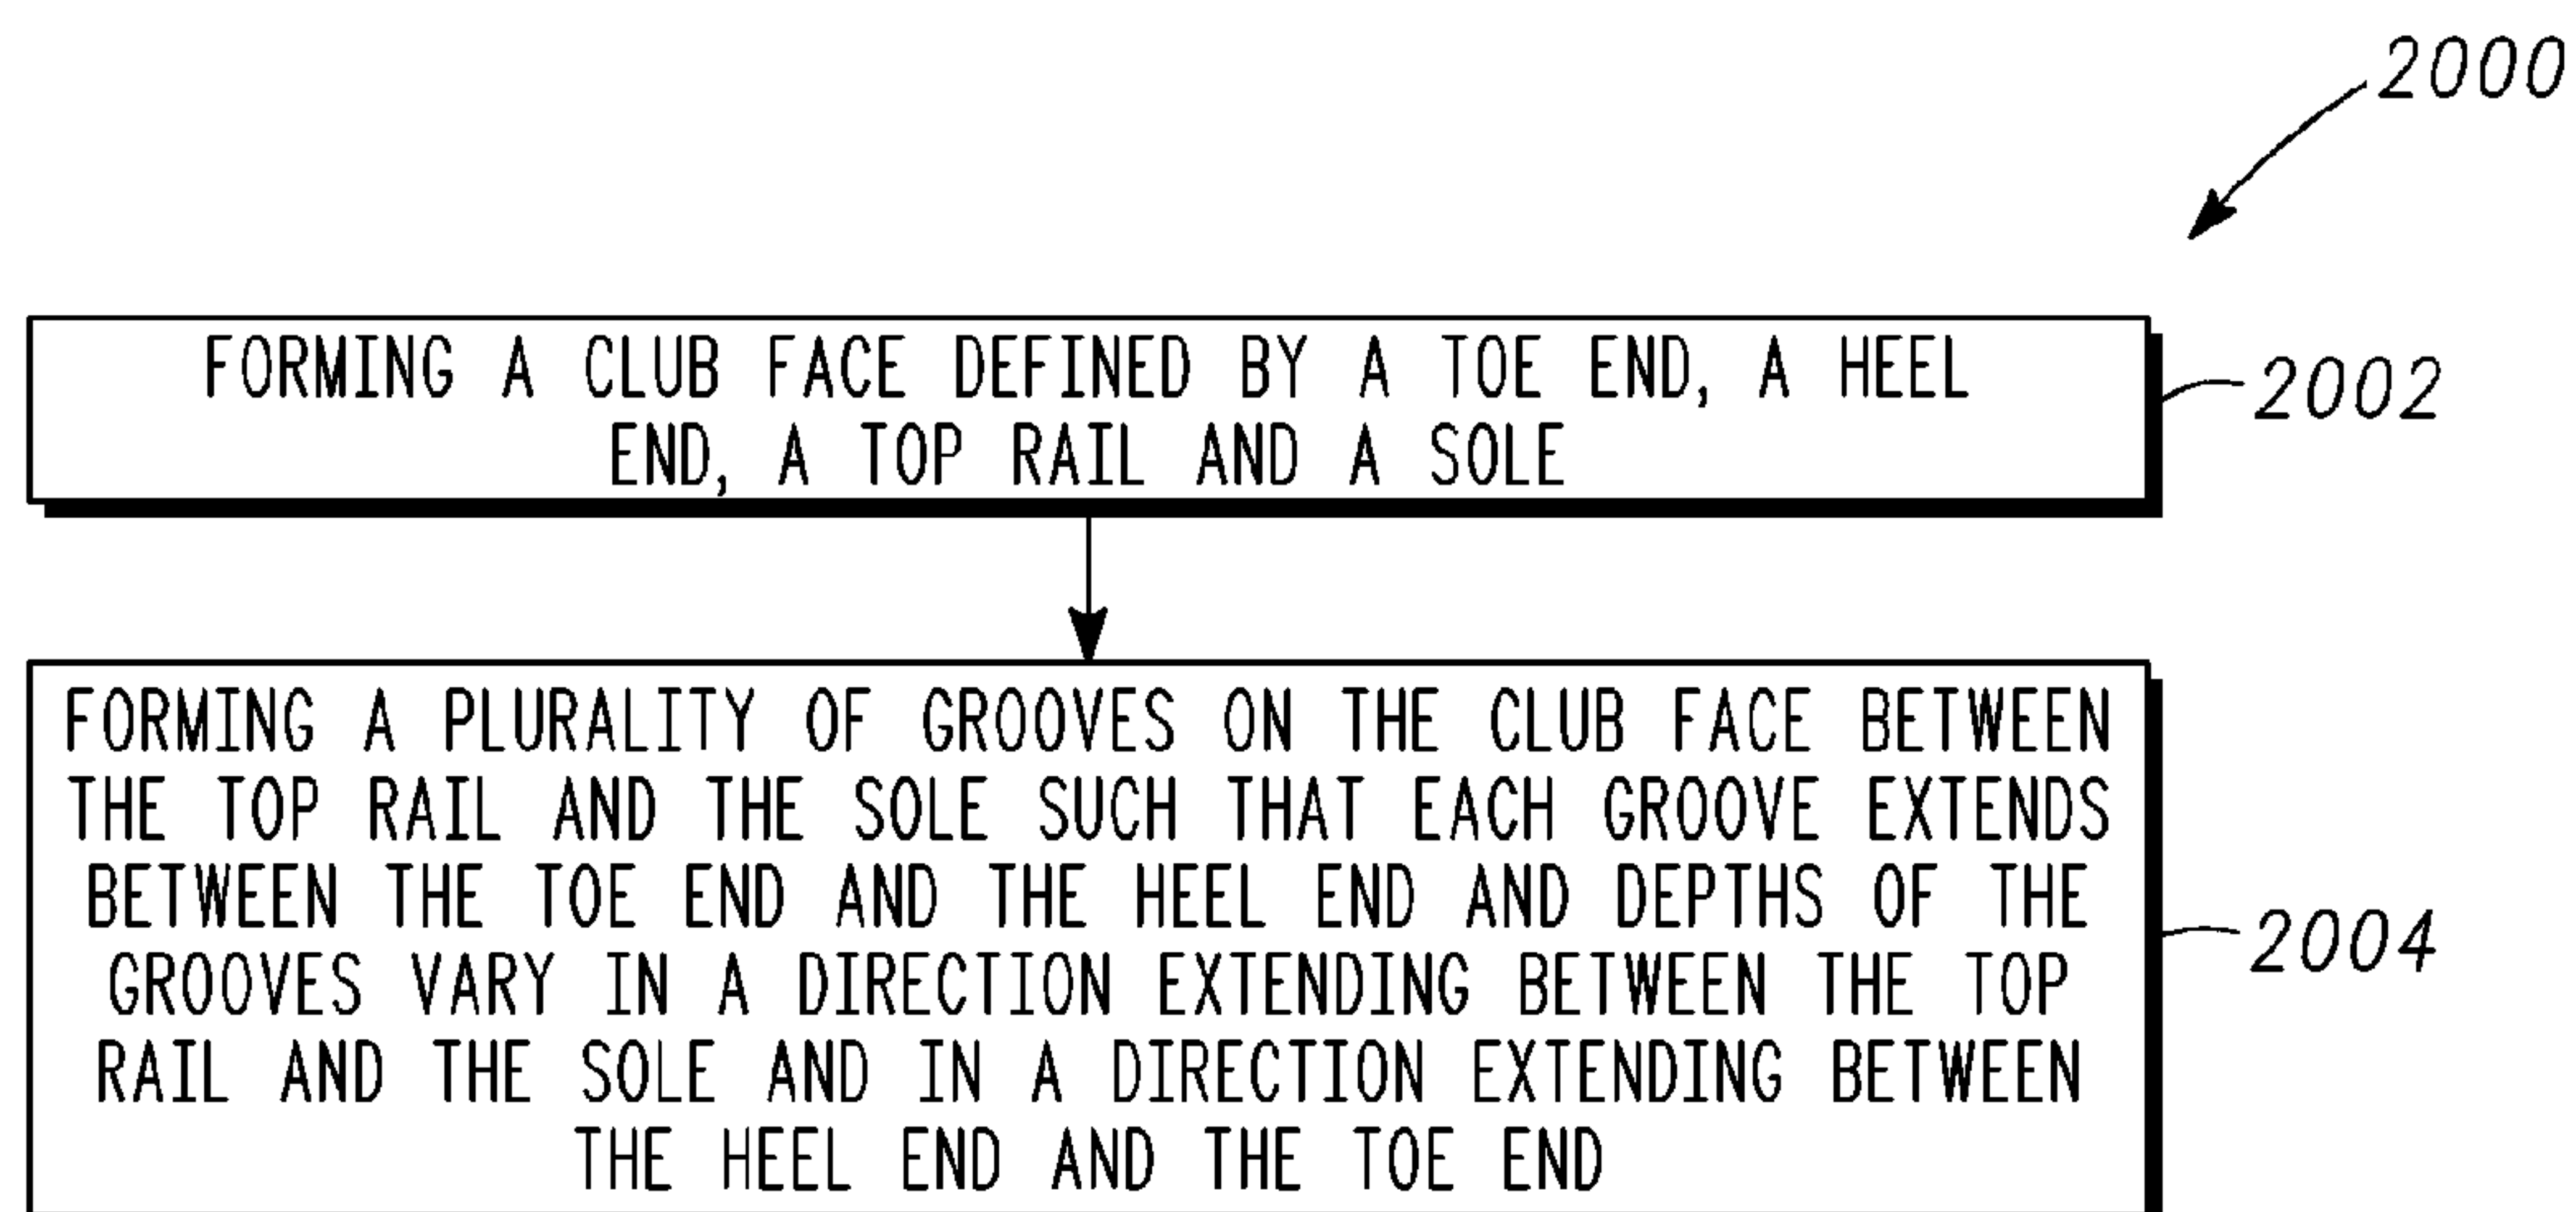 2000
FORMING A CLUB FACE DEFINED BY A TOE END, A HEEL
END, A TOP RAIL AND A SOLE
2002
FORMING A PLURALITY OF GROOVES ON THE CLUB FACE BETWEEN
THE TOP RAIL AND THE SOLE SUCH THAT EACH GROOVE EXTENDS
BETWEEN THE TOE END AND THE HEEL END AND DEPTHS OF THE
GROOVES VARY IN A DIRECTION EXTENDING BETWEEN THE TOP
RAIL AND THE SOLE AND IN A DIRECTION EXTENDING BETWEEN
THE HEEL END AND THE TOE END
2004